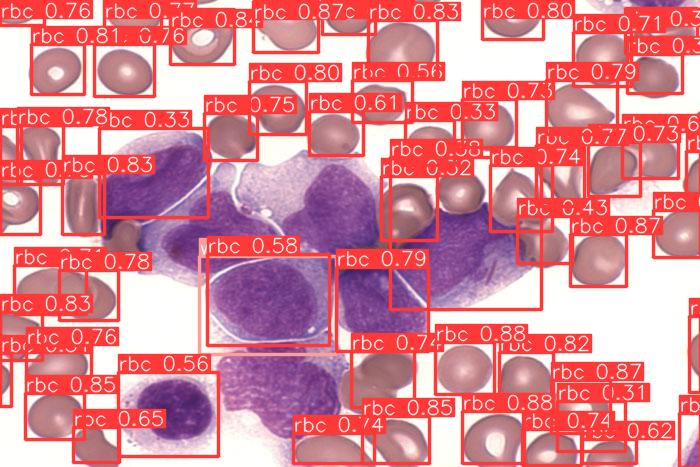 rbc 0.76
rbc 0.77
rbc 0.84
rbc 0.87
rbc 0.83
rbc 0.80
rbc 0.71
rbc 0.81
0.76
rbc 0.80
rbc 0.56
rbc 0.79
rbc 0.75
rbc 0.61
rbc 0.33
rbc 0.73
0.78
rbc 0.33
0.77
0.73
rbc 0.83
rbc 0.74
rbc 0.43
rbc 0.87
rbc
rbc 0.58
rbc 0.79
rbc 0.78
rbc 0.83
rbc 0.76
rbc 0.56
rbc 0.74
rbc 0.88
rbc 0.82
rbc 0.87
0.31
rbc 0.85
rbc 0.65
rbc 0.74
rbc 0.85
rbc 0.88
rbc 0.74
0.62